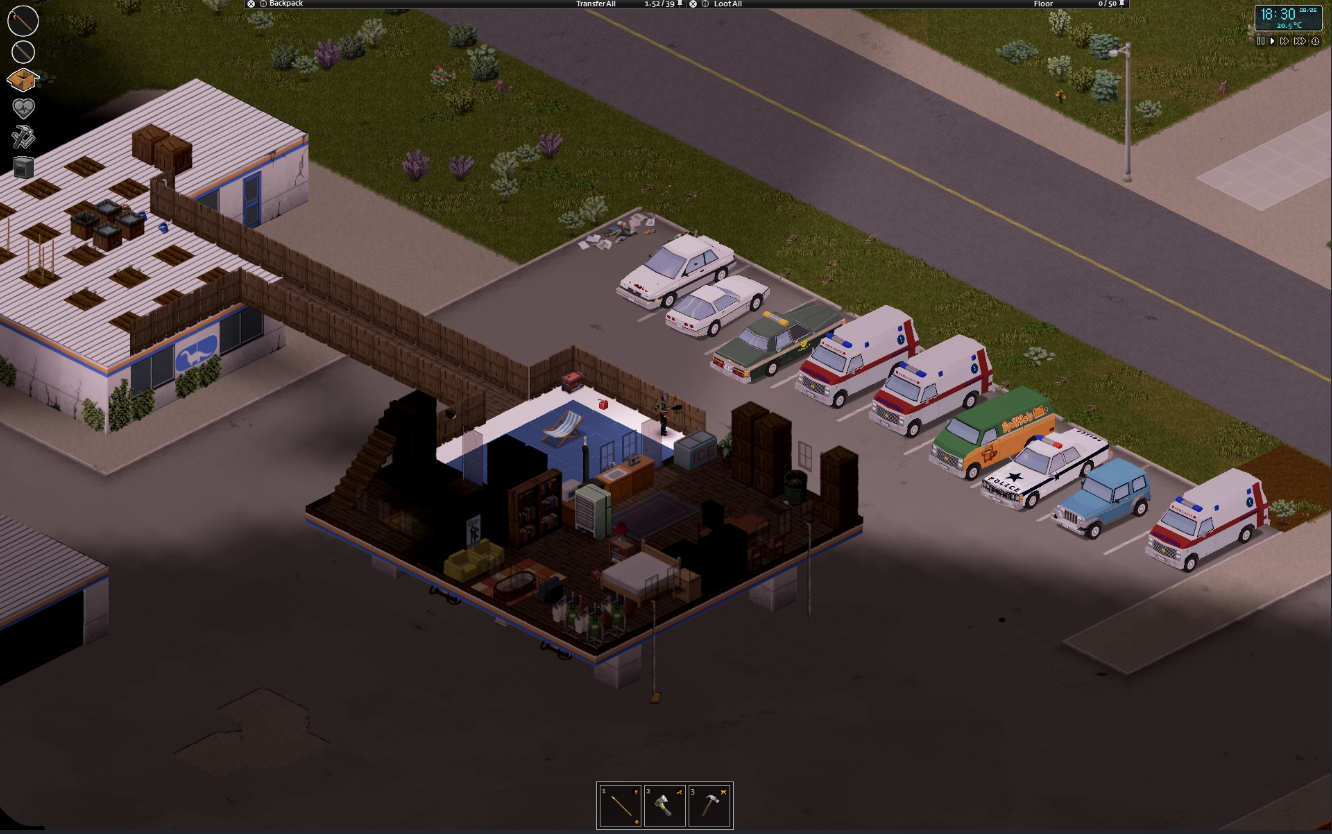 Backpack
Transfer All
1.52 / 39
Loot All
Floor
0 / 50
18:30
20.5°C
ICE
POLICE
1
2
3